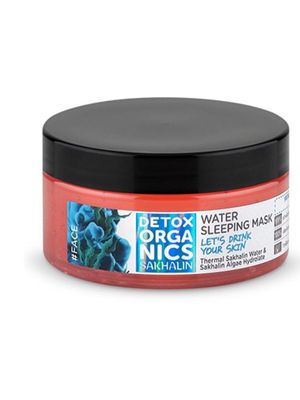 #FACE
DETOX
ORGA
NICS
SAKHALIN
WATER
SLEEPING MASK
LET'S DRINK
YOUR SKIN
Thermal Sakhalin Water &
Sakhalin Algae Hydrolate